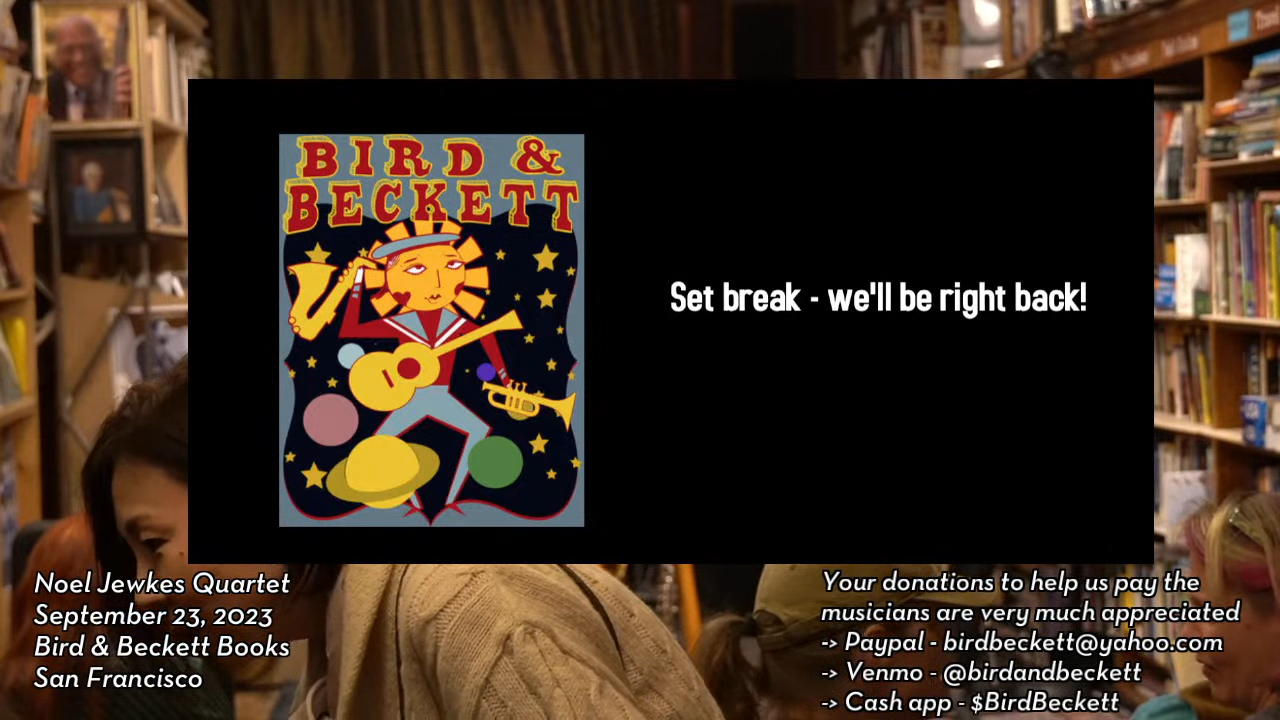 BIRD &
BECKETT
Set break - we'll be right back!
Noel Jewkes Quartet
September 23, 2023
Bird & Beckett Books
San Francisco
Your donations to help us pay the
musicians are very much appreciated
-> Paypal - birdbeckett@yahoo.com
-> Venmo - @birdandbeckett
-> Cash app - $BirdBeckett